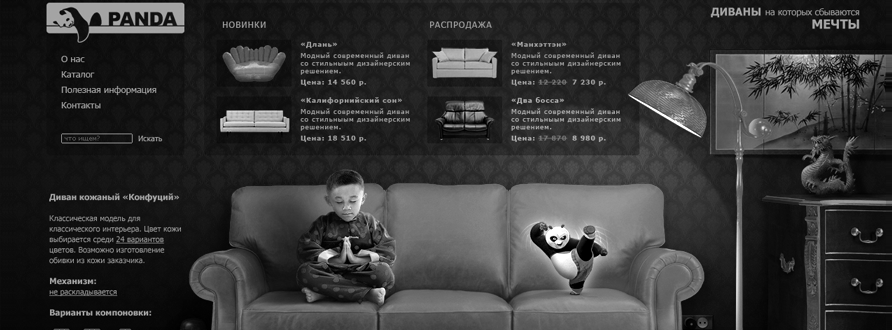 PANDA
О нас
Каталог
Полезная информация
Контакты
что ищем?
Искать
НОВИНКИ
«Длань»
Модный современный диван
со стильныым дизайнерским
решением.
Цена: 14 560 р.
«Калифорнийский сон»
Модный современный диван
со стильныым дизайнерским
решением.
Цена: 18 510 р.
РАСПРОДАЖА
«Манхэттэн»
Модный современный диван
со стильныым дизайнерским
решением.
Цена: 12 220 7 230 р.
«Два босса»
Модный современный диван
со стильныым дизайнерским
решением.
Цена: 17 870 8 980 р.
ДИВАНЫ на которых сбываются
МЕЧТЫ
Диван кожаный «Конфуций»
Классическая модель для
классического интерьера. Цвет кожи
выбирается среди 24 вариантов
цветов. Возможно изготовление
обивки из кожи заказчика.
Механизм:
не раскладывается
Варианты компоновки: